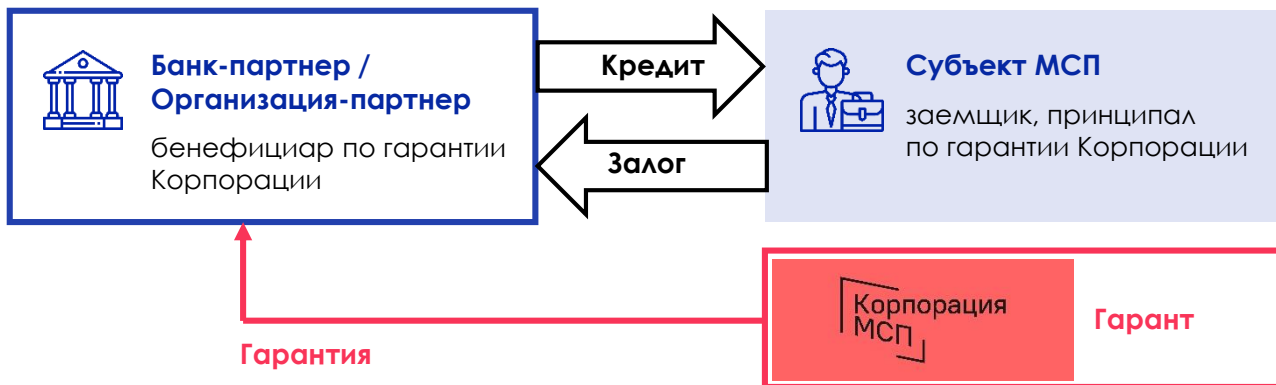 Банк-партнер /
Организация-партнер
бенефициар по гарантии
Корпорации
Кредит
Залог
Субъект МСП
заемщик, принципал
по гарантии Корпорации
Корпорация
МСП
Гарант
Гарантия